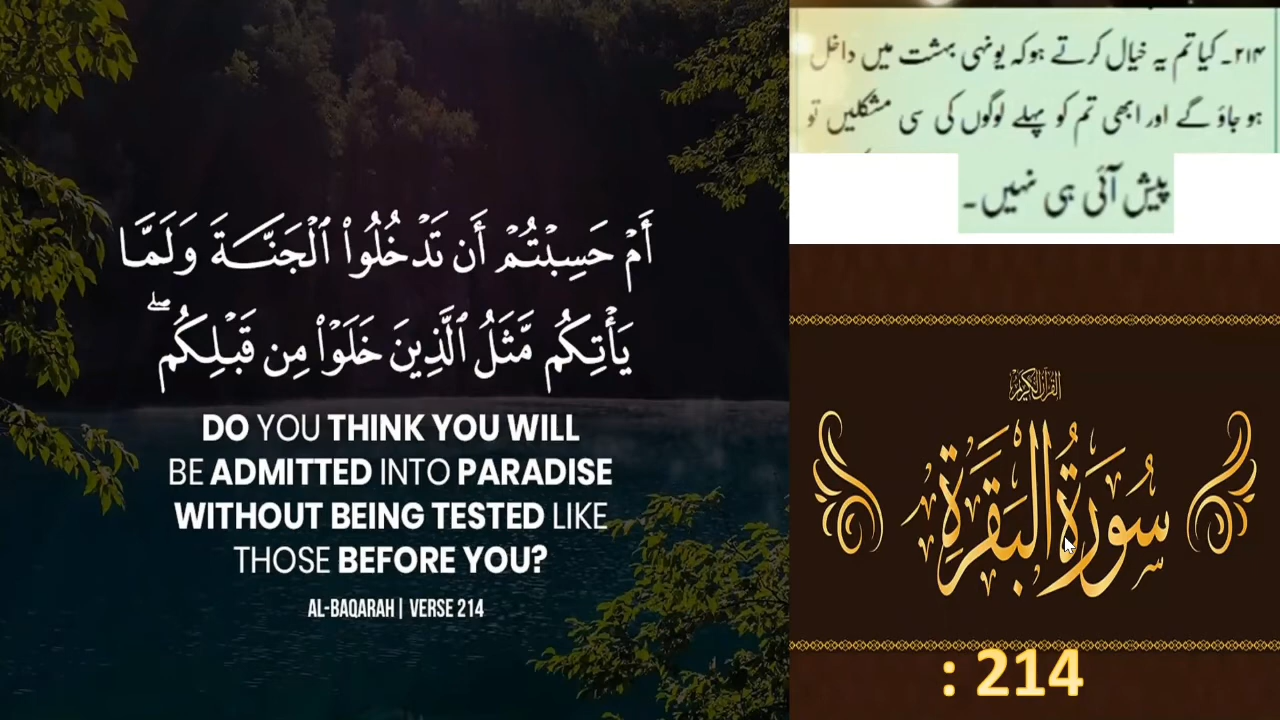 أَمْ حَسِبْتُمْ أَن تَدْخُلُوا۟ ٱلْجَنَّةَ وَلَمَّا
يَأْتِكُم مَّثَلُ ٱلَّذِينَ خَلَوْا۟ مِن قَبْلِكُم ۖ
DO YOU THINK YOU WILL
BE ADMITTED INTO PARADISE
WITHOUT BEING TESTED LIKE
THOSE BEFORE YOU?
AL-BAQARAH | VERSE 214
۲۱۴۔ کیا تم یہ خیال کرتے ہو کہ یونہی بہشت میں داخل
ہو جاؤ گے اور ابھی تم کو پہلے لوگوں کی سی مشکلیں تو
پیش آئی ہی نہیں۔
القرآن الكريم
سُورَةُ البَقَرَةِ
: 214